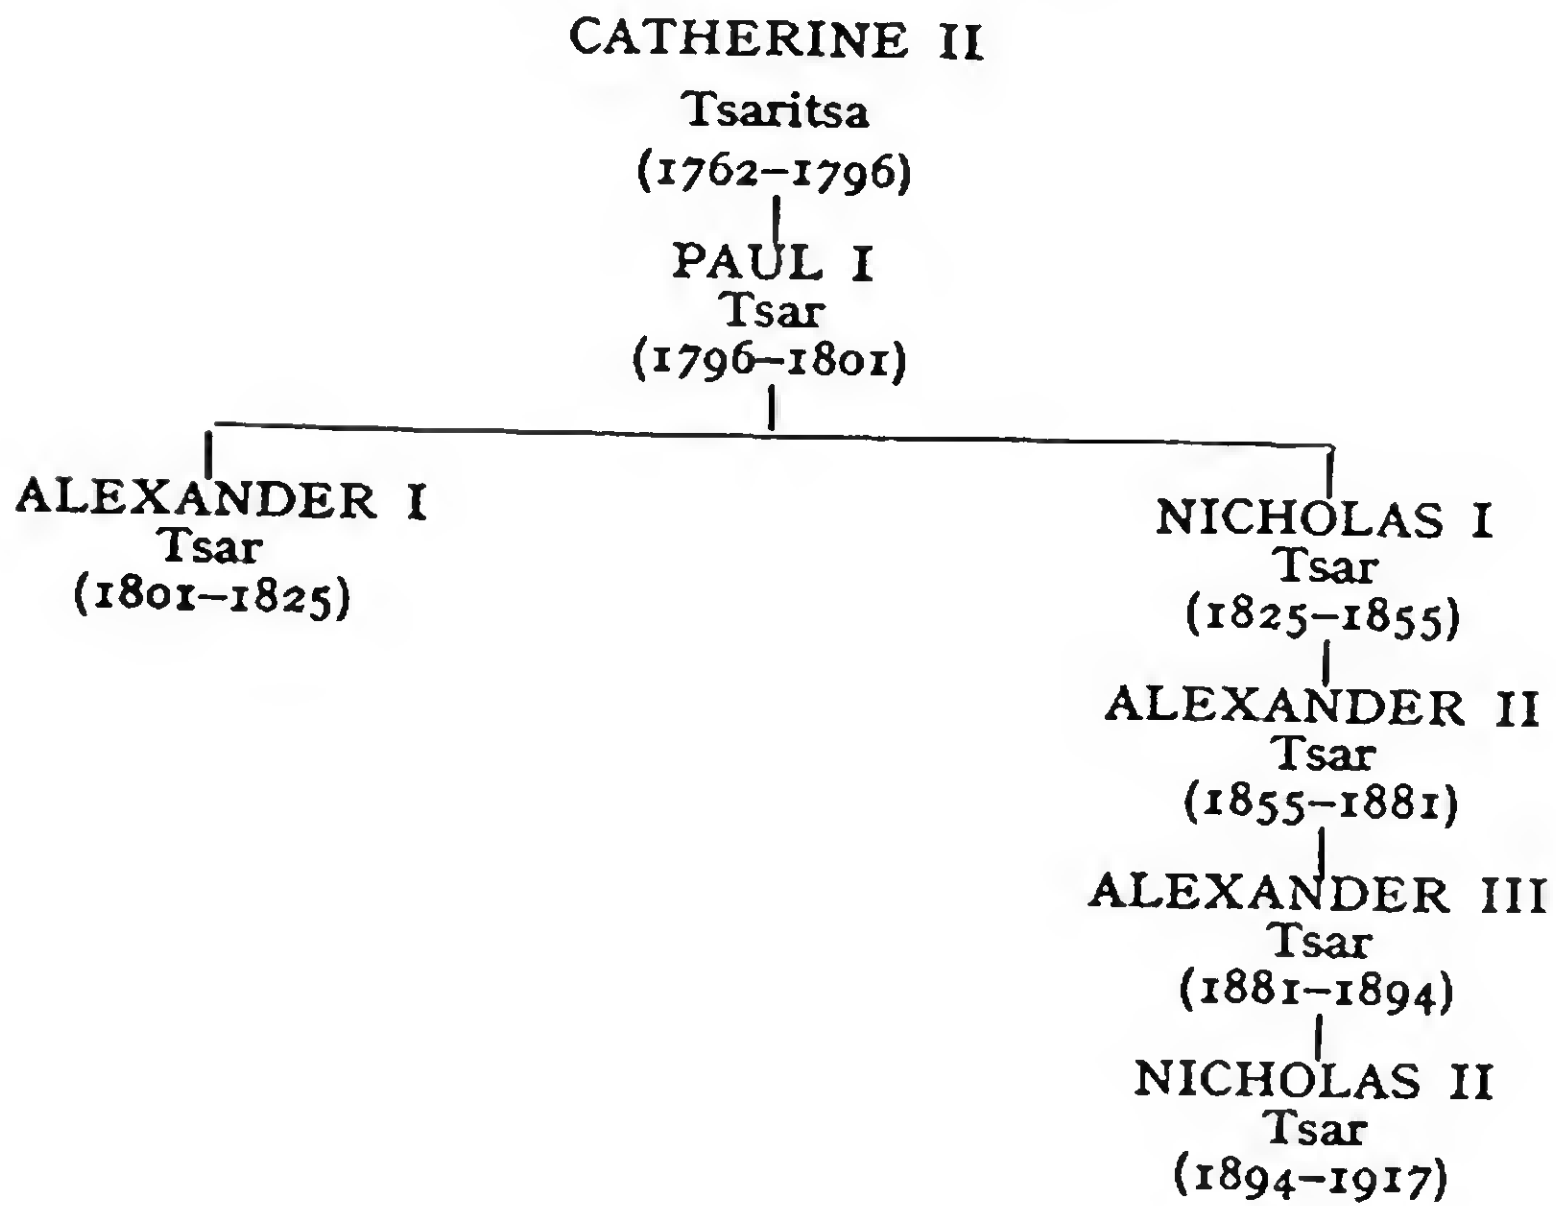 CATHERINE II
Tsaritsa
(1762–1796)
PAUL I
Tsar
(1796–1801)
ALEXANDER I
Tsar
(1801–1825)
NICHOLAS I
Tsar
(1825–1855)
ALEXANDER II
Tsar
(1855–1881)
ALEXANDER III
Tsar
(1881–1894)
NICHOLAS II
Tsar
(1894–1917)